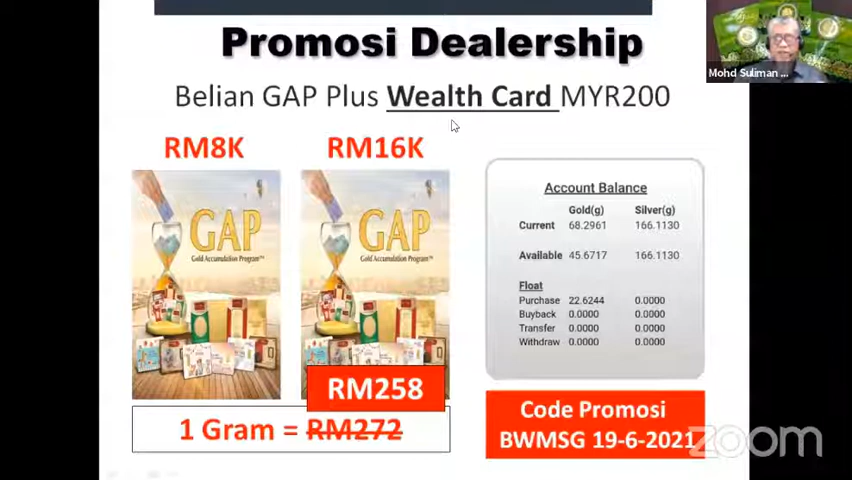 Promosi Dealership
Belian GAP Plus Wealth Card MYR200
Mohd Suliman ...
RM8K
RM16K
GAP
Gold Accumulation Program™
GAP
Gold Accumulation Program™
RM258
1 Gram = RM272
Account Balance
Gold(g) Silver(g)
Current 68.2961 166.1130
Available 45.6717 166.1130
Float
Purchase 22.6244 0.0000
Buyback 0.0000 0.0000
Transfer 0.0000 0.0000
Withdraw 0.0000 0.0000
Code Promosi
BWMSG 19-6-2021
zoom